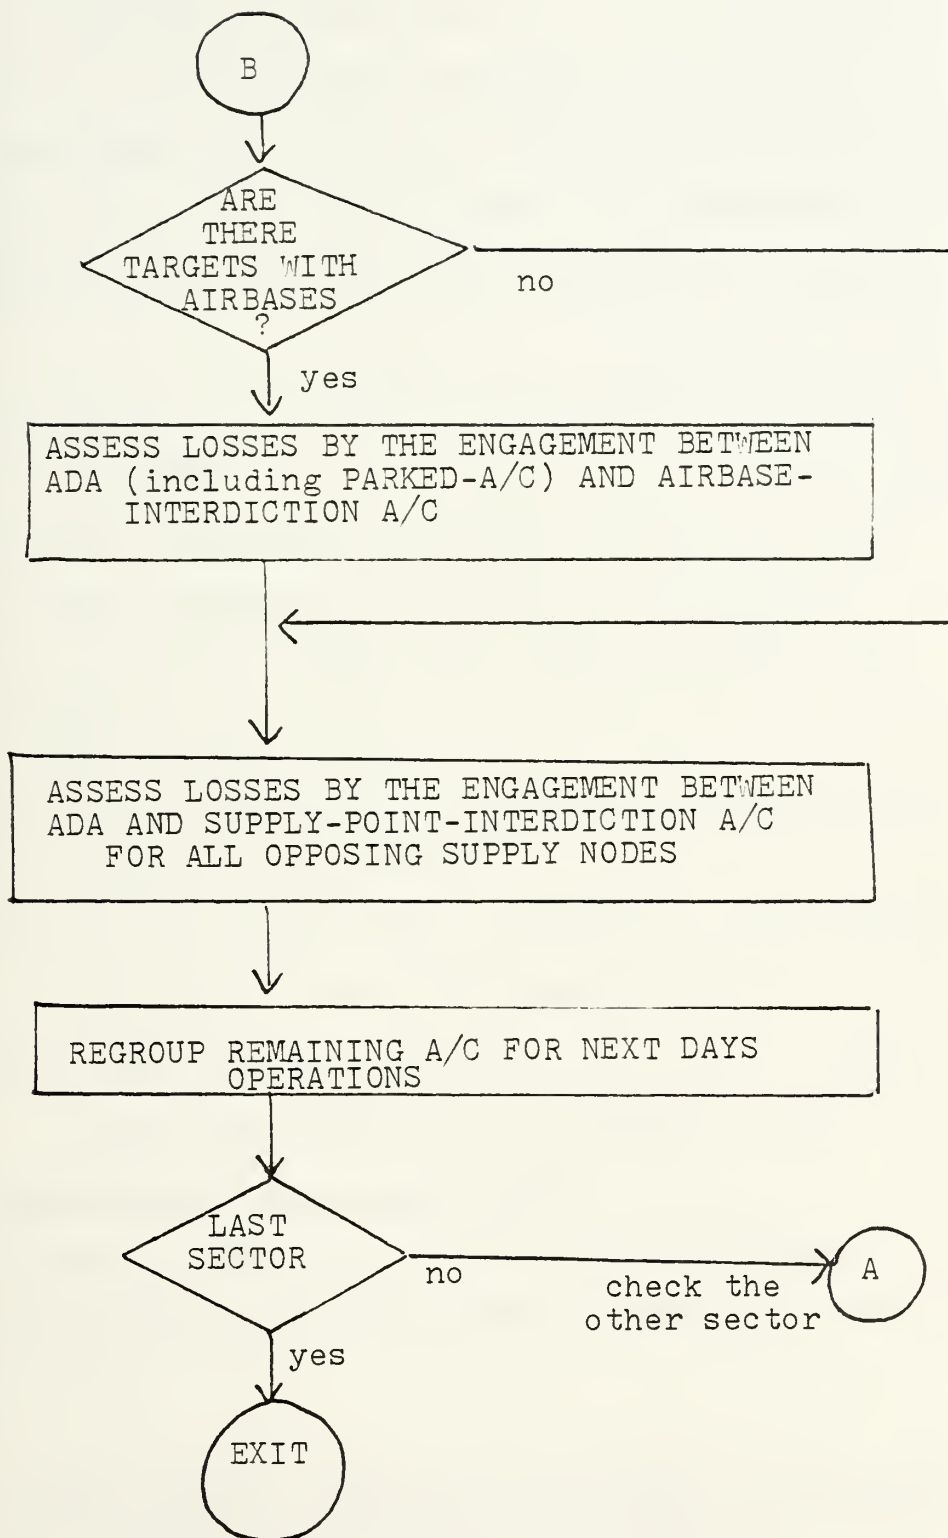 B
ARE
THERE
TARGETS WITH
AIRBASES
?
no
yes
ASSESS LOSSES BY THE ENGAGEMENT BETWEEN
ADA (including PARKED-A/C) AND AIRBASE-
INTERDICTION A/C
ASSESS LOSSES BY THE ENGAGEMENT BETWEEN
ADA AND SUPPLY-POINT-INTERDICTION A/C
FOR ALL OPPOSING SUPPLY NODES
REGROUP REMAINING A/C FOR NEXT DAYS
OPERATIONS
LAST
SECTOR
no
check the
other sector
A
yes
EXIT